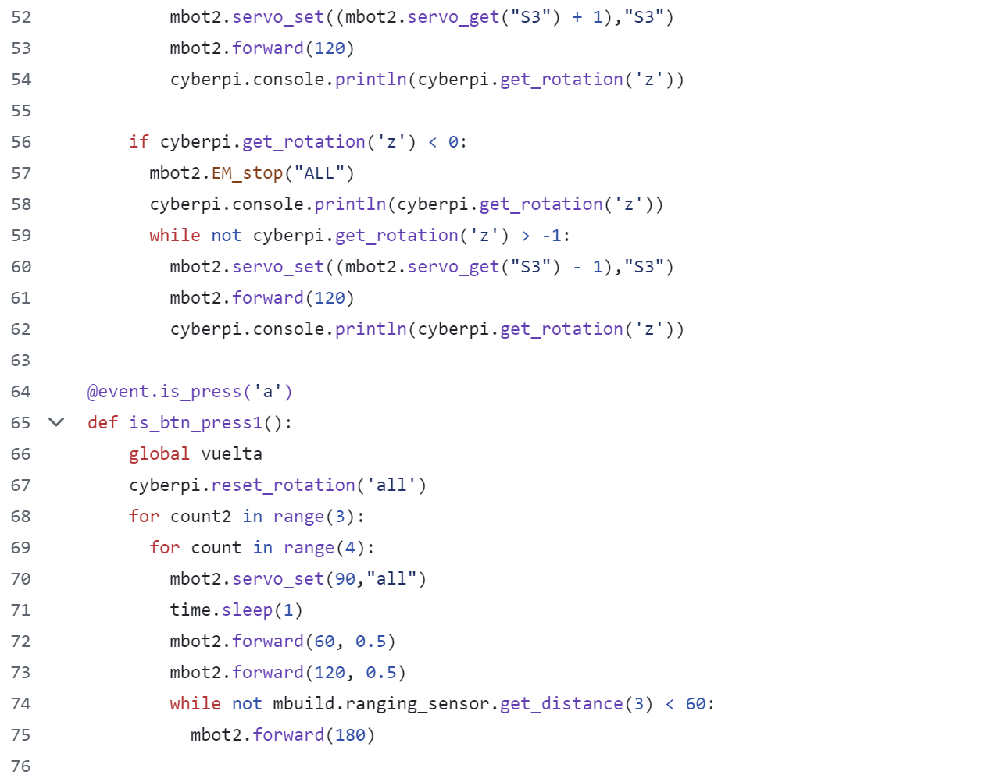 52 mbot2.servo_set((mbot2.servo_get("S3") + 1),"S3")
53 mbot2.forward(120)
54 cyberpi.console.println(cyberpi.get_rotation('z'))
55
56 if cyberpi.get_rotation('z') < 0:
57 mbot2.EM_stop("ALL")
58 cyberpi.console.println(cyberpi.get_rotation('z'))
59 while not cyberpi.get_rotation('z') > -1:
60 mbot2.servo_set((mbot2.servo_get("S3") - 1),"S3")
61 mbot2.forward(120)
62 cyberpi.console.println(cyberpi.get_rotation('z'))
63
64 @event.is_press('a')
65 def is_btn_press1():
66 global vuelta
67 cyberpi.reset_rotation('all')
68 for count2 in range(3):
69 for count in range(4):
70 mbot2.servo_set(90,"all")
71 time.sleep(1)
72 mbot2.forward(60, 0.5)
73 mbot2.forward(120, 0.5)
74 while not mbuild.ranging_sensor.get_distance(3) < 60:
75 mbot2.forward(180)
76